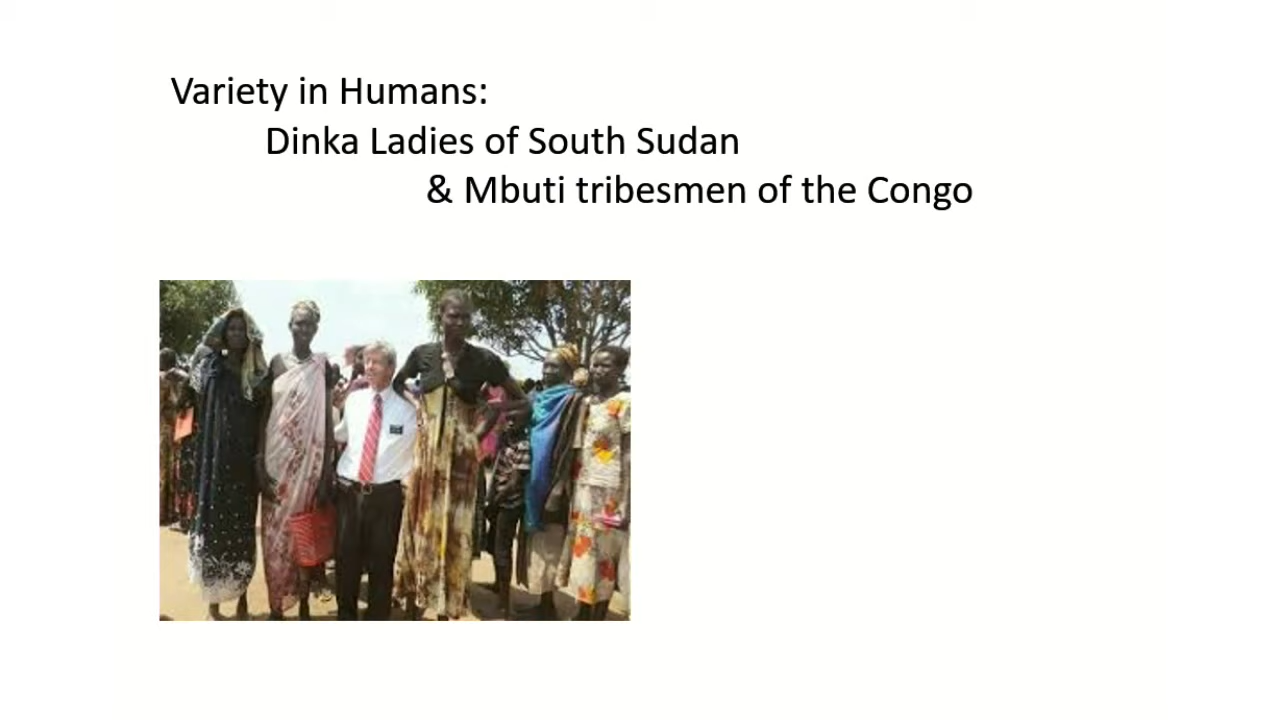 Variety in Humans:
Dinka Ladies of South Sudan
& Mbuti tribesmen of the Congo